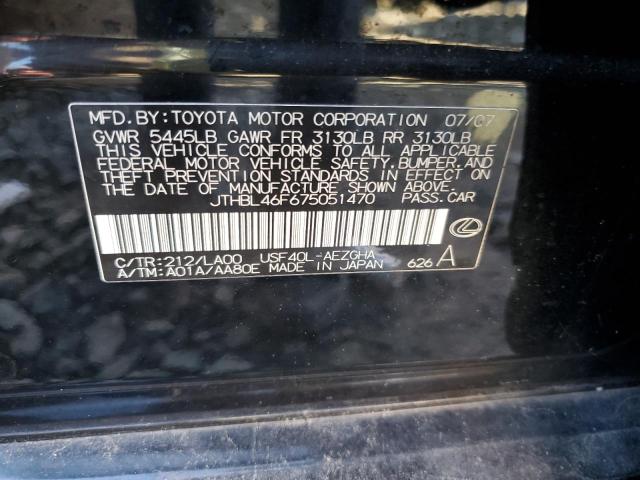 MFD.BY:TOYOTA MOTOR CORPORATION 07/07
GVWR 5445LB GAWR FR 3130LB RR 3130LB
THIS VEHICLE CONFORMS TO ALL APPLICABLE
FEDERAL MOTOR VEHICLE SAFETY,BUMPER,AND
THEFT PREVENTION STANDARDS IN EFFECT ON
THE DATE OF MANUFACTURE SHOWN ABOVE.
JTHBL46F675051470 PASS.CAR
C/TR:212/LA00 USF40L-AEZGHA
A/TM:A01A/AA80E MADE IN JAPAN 626 A